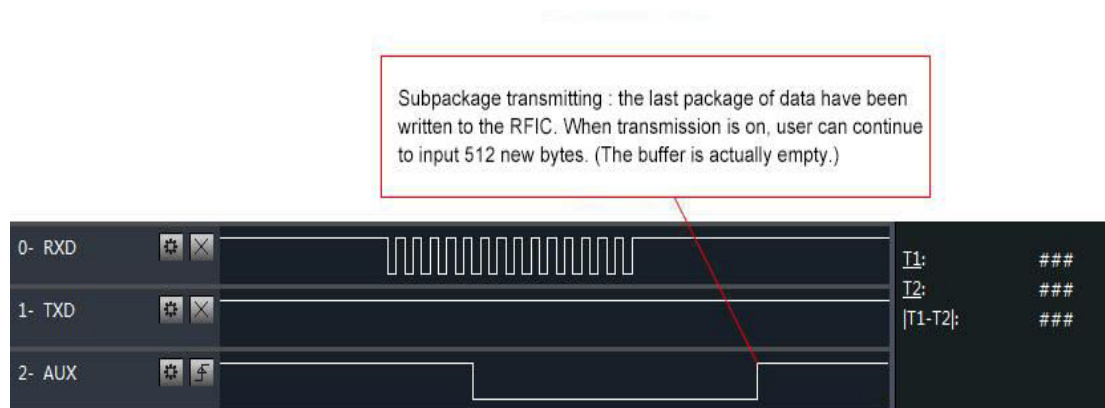 Subpackage transmitting : the last package of data have been
written to the RFIC. When transmission is on, user can continue
to input 512 new bytes. (The buffer is actually empty.)
0- RXD
T1: ###
T2: ###
1- TXD
|T1-T2|: ###
2- AUX